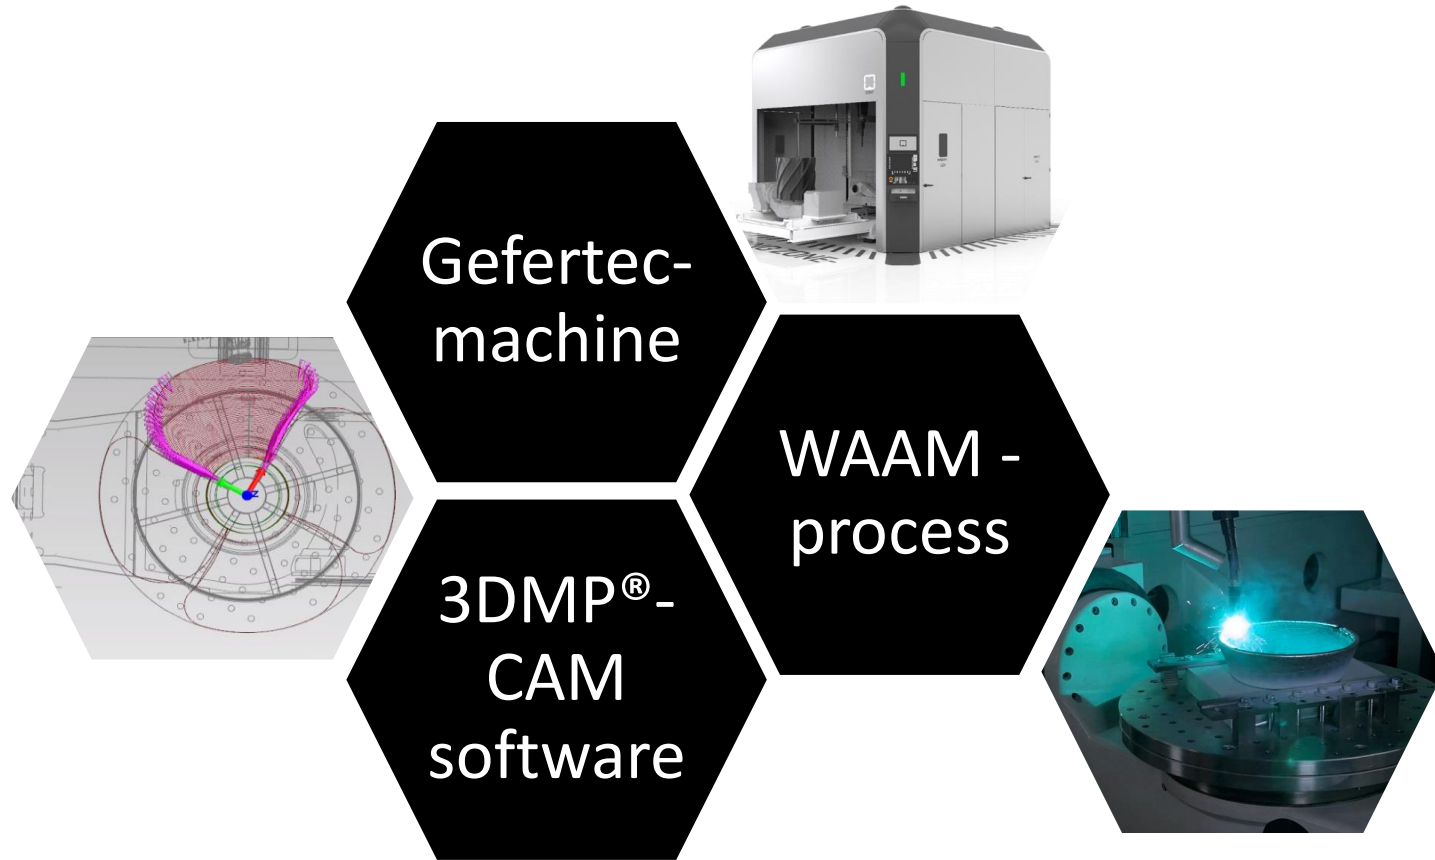 Gefertec-
machine
WAAM -
process
3DMP®-
CAM
software
Z